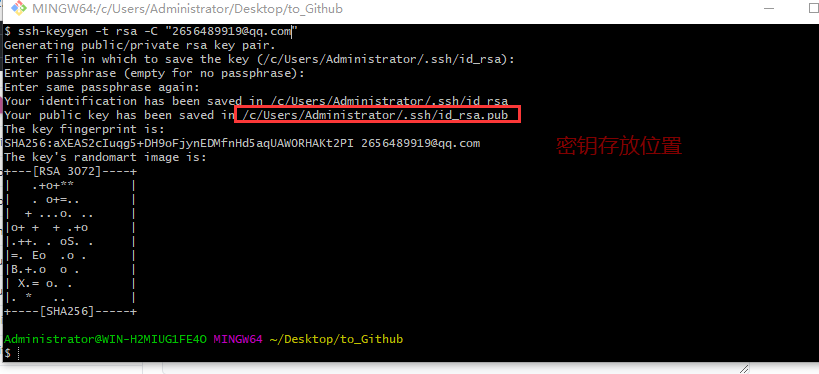 MINGW64:/c/Users/Administrator/Desktop/to_Github
$ ssh-keygen -t rsa -C "2656489919@qq.com"
Generating public/private rsa key pair.
Enter file in which to save the key (/c/Users/Administrator/.ssh/id_rsa):
Enter passphrase (empty for no passphrase):
Enter same passphrase again:
Your identification has been saved in /c/Users/Administrator/.ssh/id_rsa
Your public key has been saved in /c/Users/Administrator/.ssh/id_rsa.pub
The key fingerprint is:
密钥存放位置
SHA256:aXEAS2cIuqg5+DH9oFjynEDMfnHd5aqUAWORHAKt2PI 2656489919@qq.com
The key's randomart image is:
+---[RSA 3072]----+
|   .+o+**        |
|   . o+=..       |
|  + ...o. ..     |
|o+ +  + .+o      |
|.++. . oS. .     |
|=. Eo  .o .      |
|B.+.o  o .       |
| X.= o. .        |
|. *   ..         |
+----[SHA256]-----+
Administrator@WIN-H2MIUG1FE4O MINGW64 ~/Desktop/to_Github
$